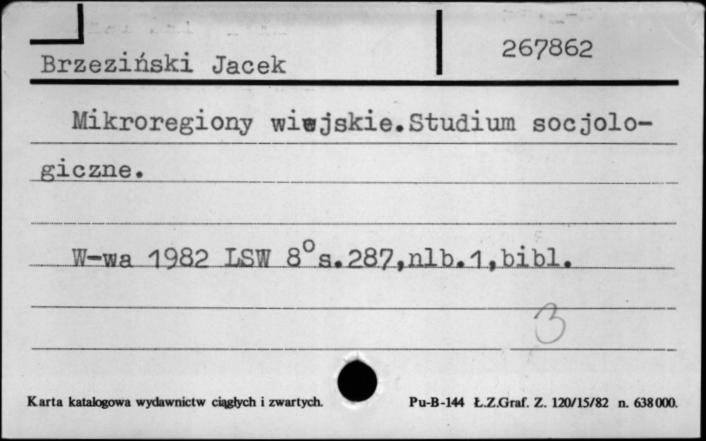 267862
Brzeziński Jacek
Mikroregiony wiejskie.Studium socjolo-
giczne.
W-wa 1982 LSW 8° s.287,nlb.1,bibl.
3
Karta katalogowa wydawnictw ciągłych i zwartych.
Pu-B-144 Ł.Z.Graf. Z. 120/15/82 n. 638000.